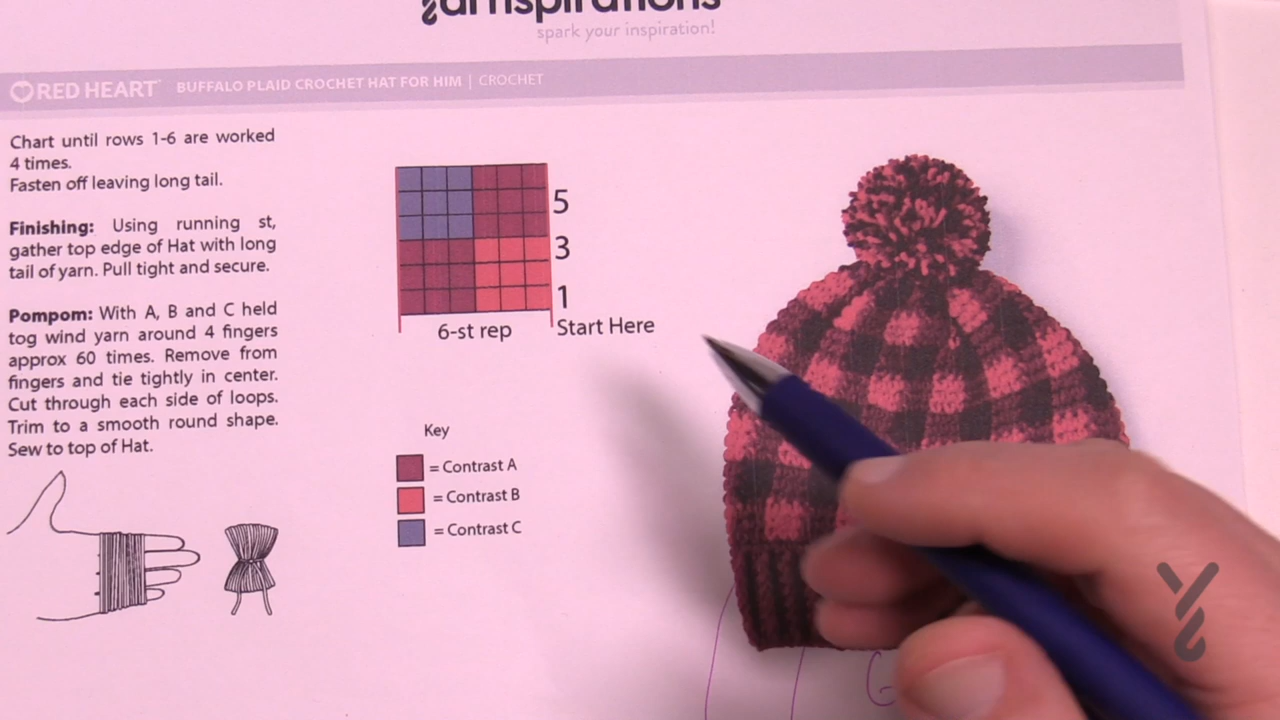 yarnspirations
spark your inspiration!
RED HEART BUFFALO PLAID CROCHET HAT FOR HIM | CROCHET
Chart until rows 1-6 are worked
4 times.
Fasten off leaving long tail.
Finishing: Using running st,
gather top edge of Hat with long
tail of yarn. Pull tight and secure.
Pompom: With A, B and C held
tog wind yarn around 4 fingers
approx 60 times. Remove from
fingers and tie tightly in center.
Cut through each side of loops.
Trim to a smooth round shape.
Sew to top of Hat.
5
3
1
6-st rep
Start Here
Key
= Contrast A
= Contrast B
= Contrast C